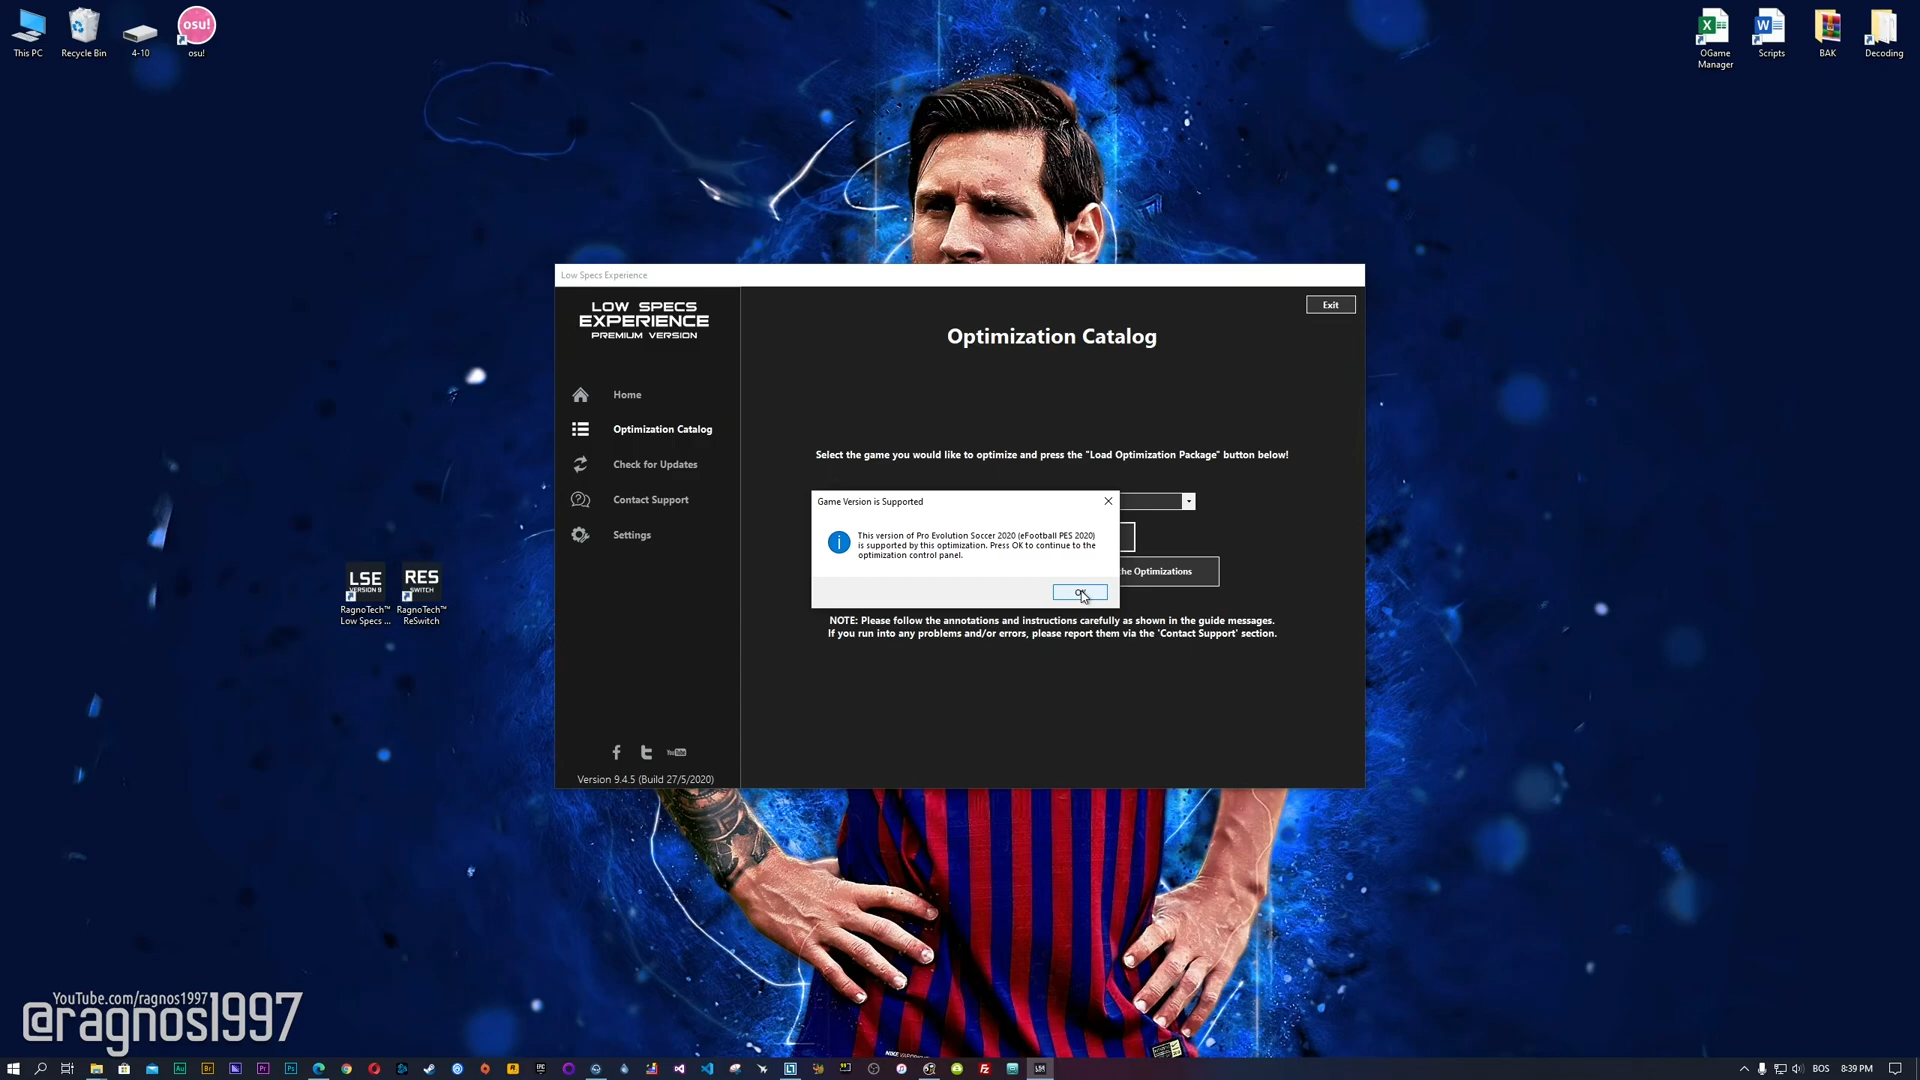 This PC
Recycle Bin
4-10
osu!
osu!
OGame
Manager
Scripts
BAK
Decoding
Low Specs Experience
LOW SPECS
EXPERIENCE
PREMIUM VERSION
Exit
Optimization Catalog
Home
Optimization Catalog
Check for Updates
Contact Support
Settings
Select the game you would like to optimize and press the "Load Optimization Package" button below!
Game Version is Supported
This version of Pro Evolution Soccer 2020 (eFootball PES 2020)
is supported by this optimization. Press OK to continue to the
optimization control panel.
the Optimizations
NOTE: Please follow the annotations and instructions carefully as shown in the guide messages.
If you run into any problems and/or errors, please report them via the 'Contact Support' section.
LSE
VERSION 9
RagnoTech™
Low Specs ...
RES
SWITCH
RagnoTech™
ReSwitch
You Tube
Version 9.4.5 (Build 27/5/2020)
YouTube.com/ragnos1997
@ragnos1997
BOS
8:39 PM